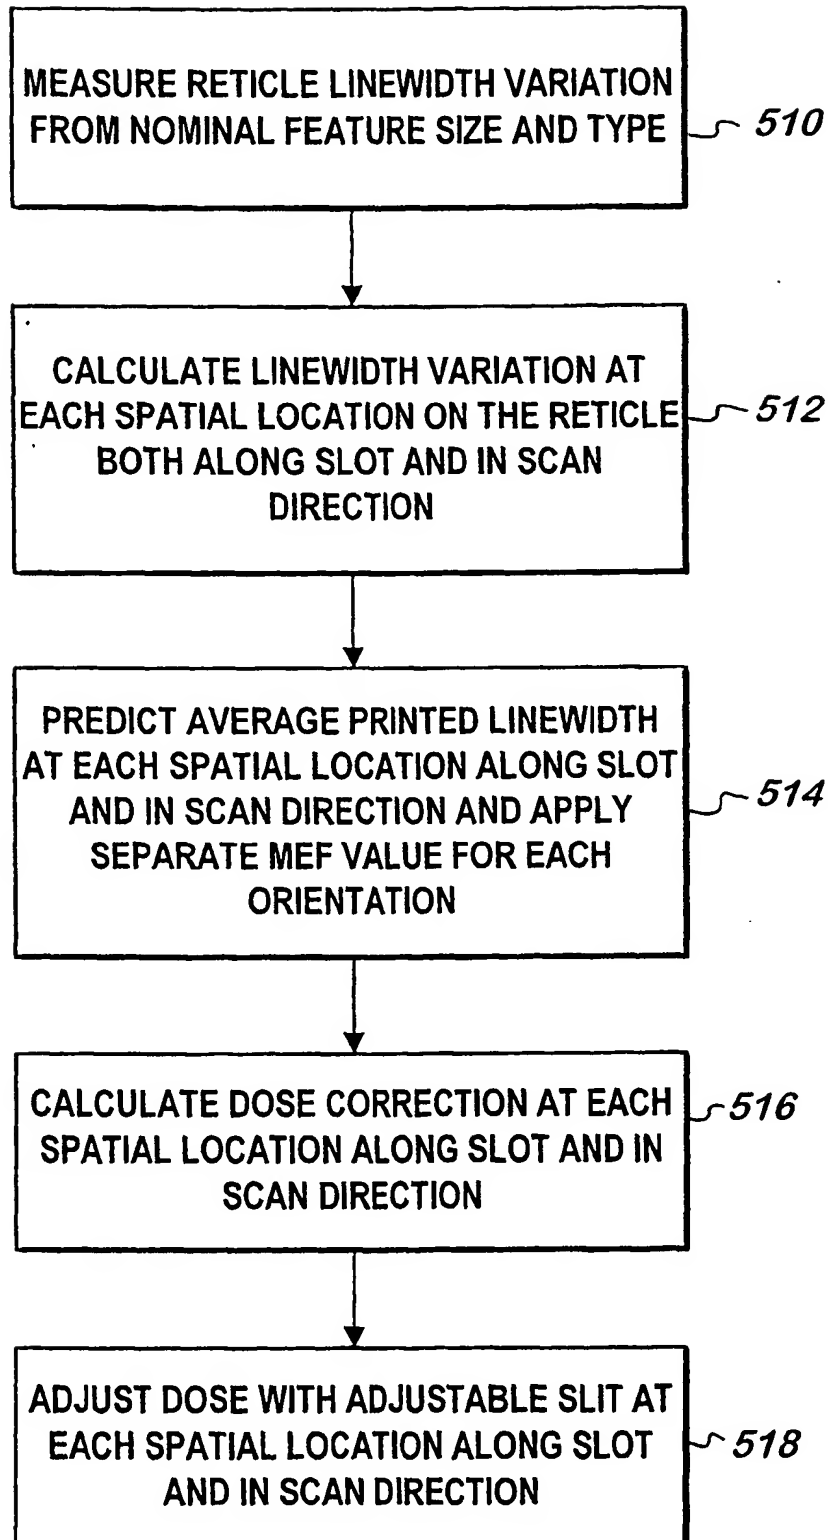 MEASURE RETICLE LINEWIDTH VARIATION
FROM NOMINAL FEATURE SIZE AND TYPE
510
CALCULATE LINEWIDTH VARIATION AT
EACH SPATIAL LOCATION ON THE RETICLE
BOTH ALONG SLOT AND IN SCAN
DIRECTION
512
PREDICT AVERAGE PRINTED LINEWIDTH
AT EACH SPATIAL LOCATION ALONG SLOT
AND IN SCAN DIRECTION AND APPLY
SEPARATE MEF VALUE FOR EACH
ORIENTATION
514
CALCULATE DOSE CORRECTION AT EACH
SPATIAL LOCATION ALONG SLOT AND IN
SCAN DIRECTION
516
ADJUST DOSE WITH ADJUSTABLE SLIT AT
EACH SPATIAL LOCATION ALONG SLOT
AND IN SCAN DIRECTION
518